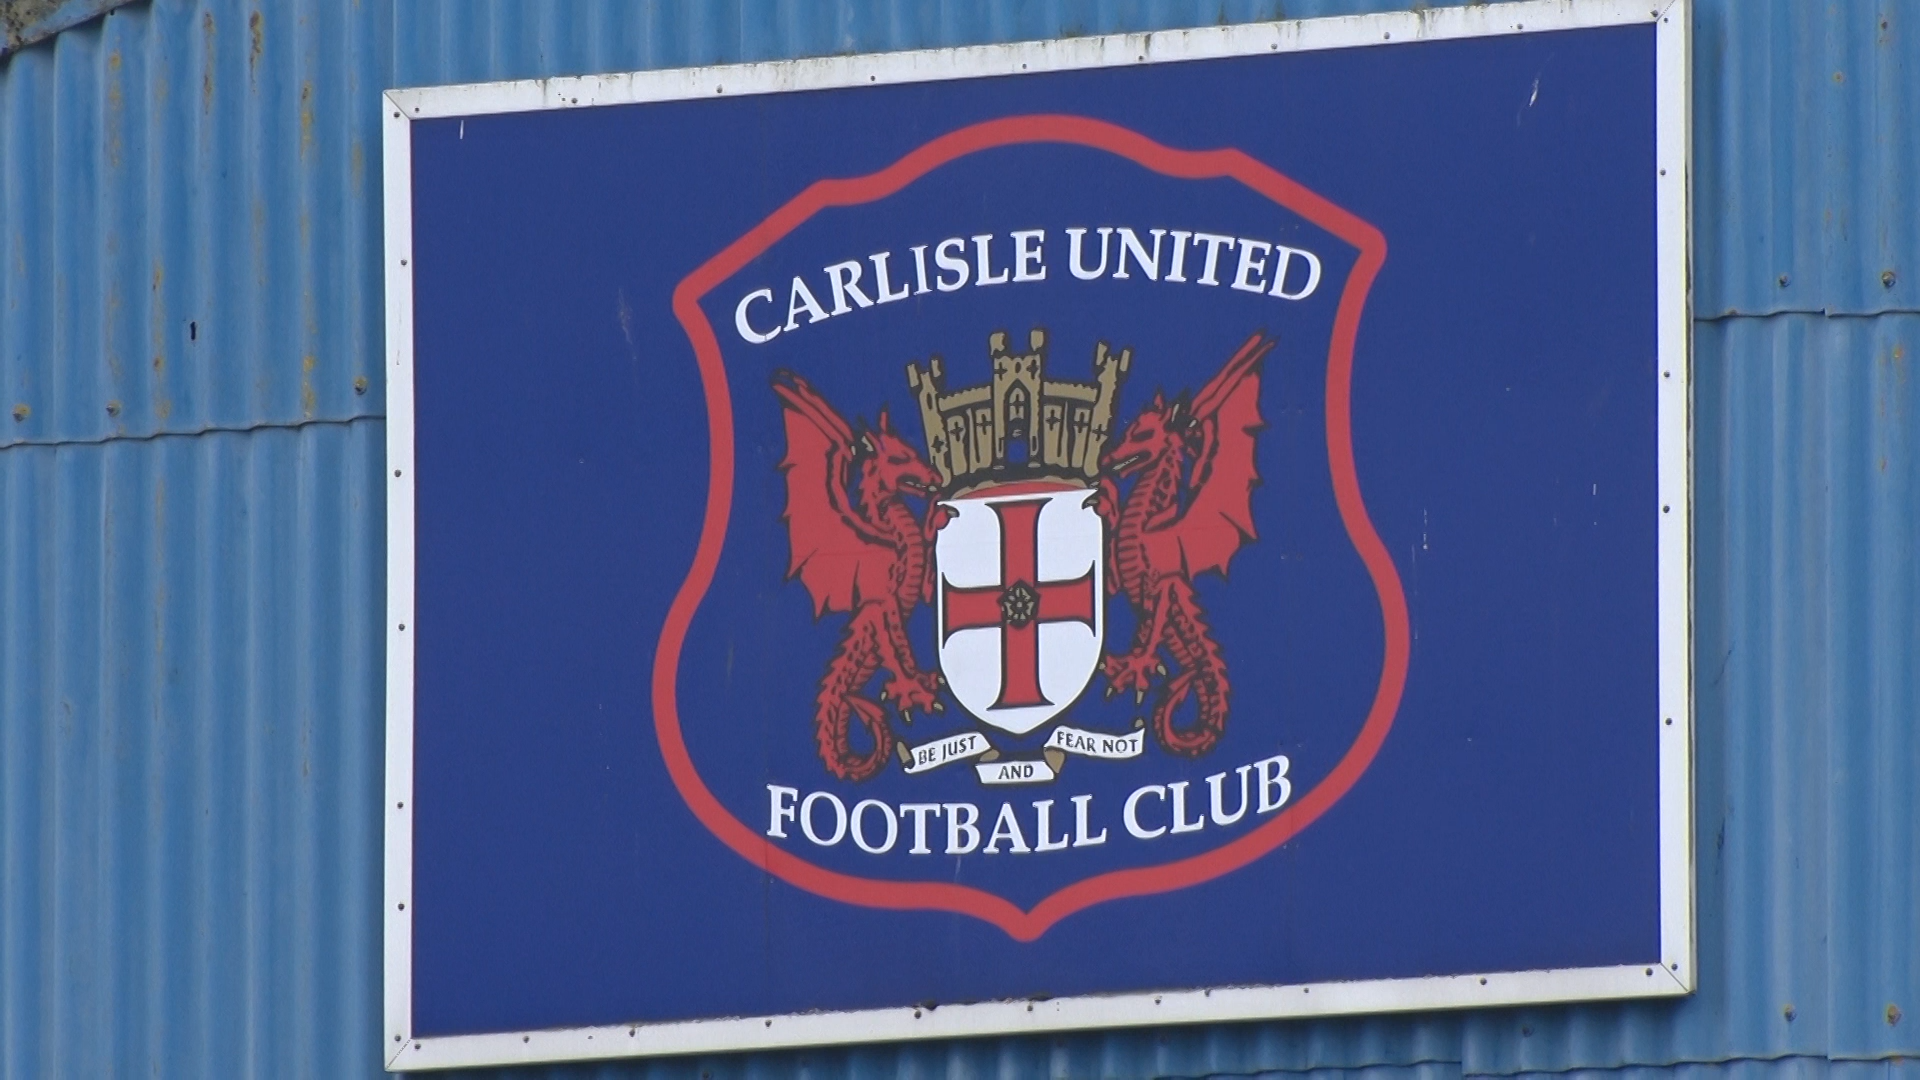 CARLISLE UNITED
BE JUST
AND
FEAR NOT
FOOTBALL CLUB